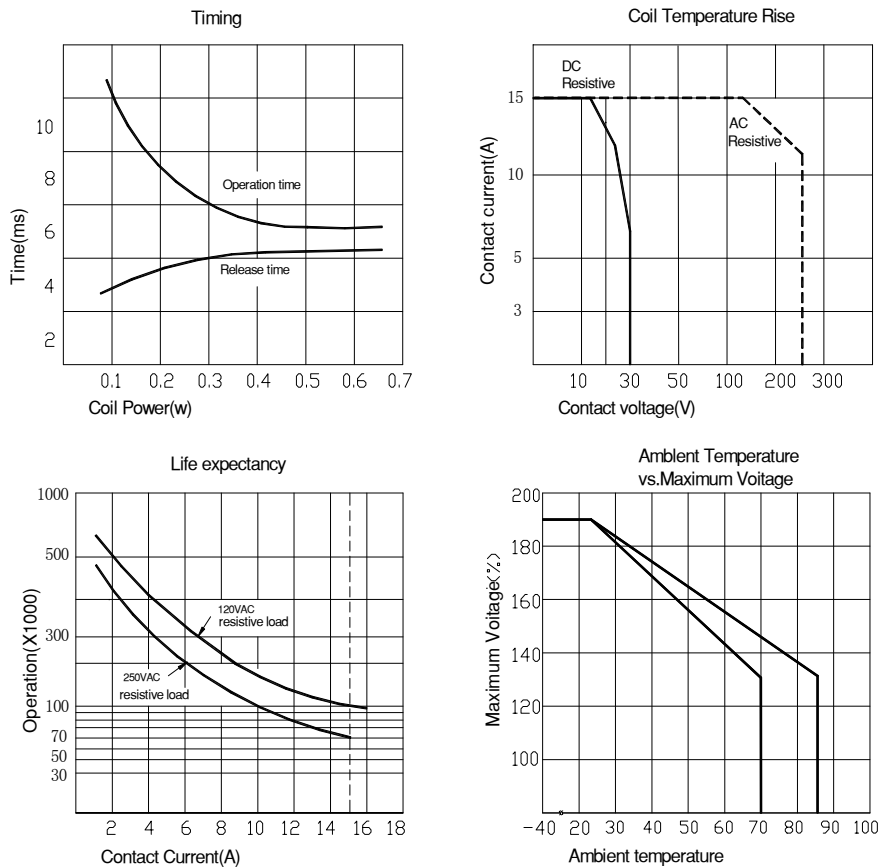 Timing
Time(ms)
10
8
6
4
2
Operation time
Release time
0.1 0.2 0.3 0.4 0.5 0.6 0.7
Coil Power(w)
Coil Temperature Rise
Contact current(A)
15
10
5
3
DC
Resistive
AC
Resistive
10 30 50 100 200 300
Contact voltage(V)
Life expectancy
Operation(X1000)
1000
500
300
100
70
50
30
120VAC
resistive load
250VAC
resistive load
2 4 6 8 10 12 14 16 18
Contact Current(A)
Amblent Temperature
vs.Maximum Voitage
Maximum Voitage(%)
200
180
160
140
120
100
-40 20 30 40 50 60 70 80 90 100
Ambient temperature